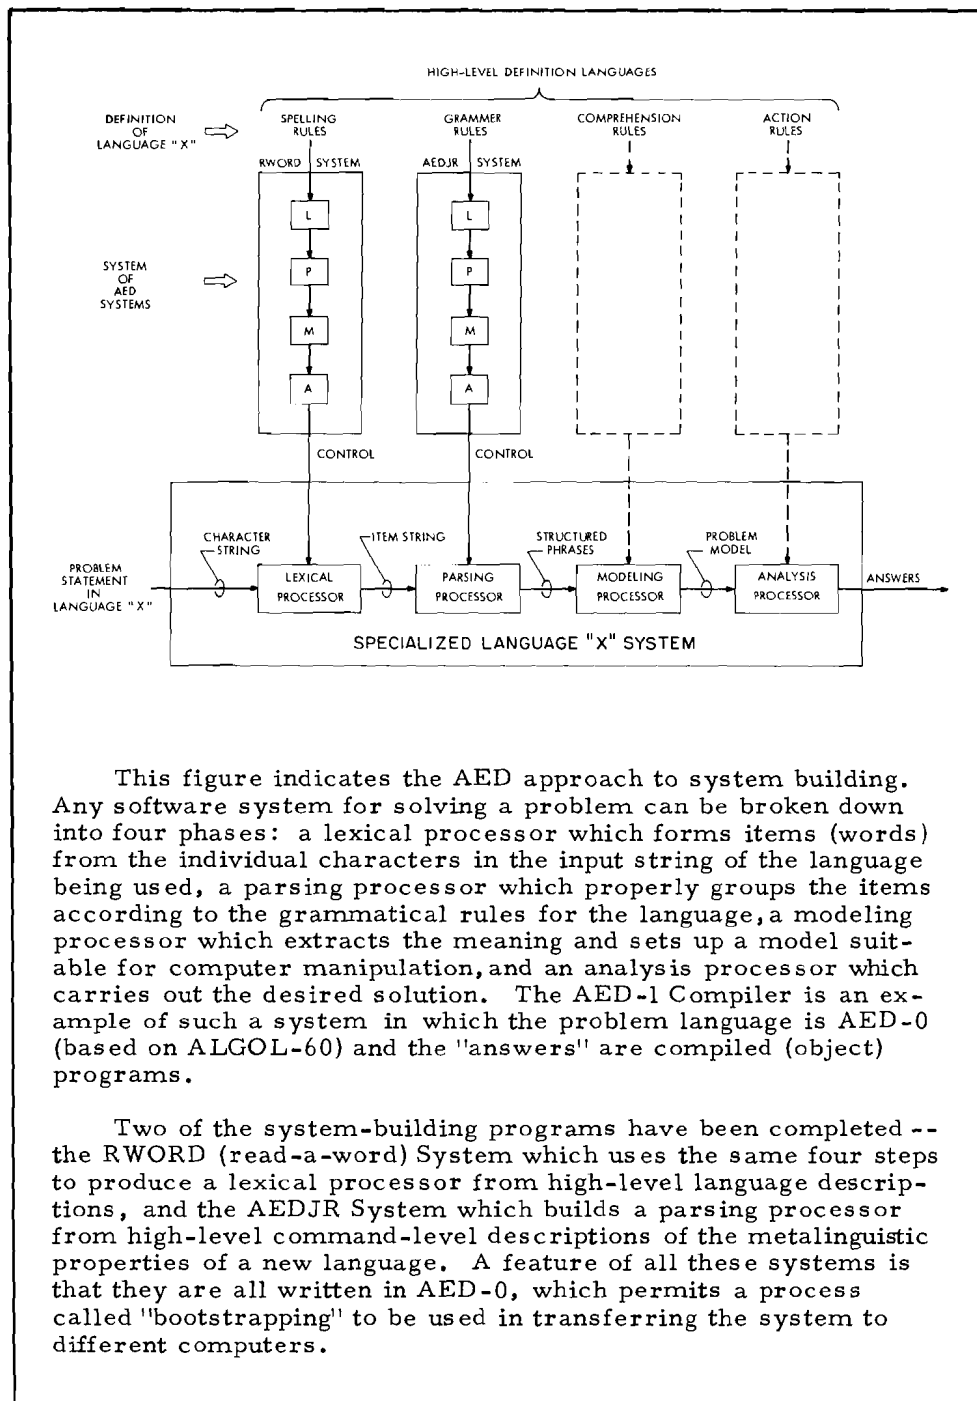 HIGH-LEVEL DEFINITION LANGUAGES
DEFINITION
OF
LANGUAGE "X"
SPELLING
RULES
GRAMMER
RULES
COMPREHENSION
RULES
ACTION
RULES
RWORD SYSTEM
AEDJR SYSTEM
SYSTEM
OF
AED
SYSTEMS
L
P
M
A
L
P
M
A
CONTROL
CONTROL
CHARACTER
STRING
ITEM STRING
STRUCTURED
PHRASES
PROBLEM
MODEL
PROBLEM
STATEMENT
IN
LANGUAGE "X"
LEXICAL
PROCESSOR
PARSING
PROCESSOR
MODELING
PROCESSOR
ANALYSIS
PROCESSOR
ANSWERS
SPECIALIZED LANGUAGE "X" SYSTEM
This figure indicates the AED approach to system building.
Any software system for solving a problem can be broken down
into four phases: a lexical processor which forms items (words)
from the individual characters in the input string of the language
being used, a parsing processor which properly groups the items
according to the grammatical rules for the language, a modeling
processor which extracts the meaning and sets up a model suit-
able for computer manipulation, and an analysis processor which
carries out the desired solution. The AED-1 Compiler is an ex-
ample of such a system in which the problem language is AED-0
(based on ALGOL-60) and the "answers" are compiled (object)
programs.
Two of the system-building programs have been completed --
the RWORD (read-a-word) System which uses the same four steps
to produce a lexical processor from high-level language descrip-
tions, and the AEDJR System which builds a parsing processor
from high-level command-level descriptions of the metalinguistic
properties of a new language. A feature of all these systems is
that they are all written in AED-0, which permits a process
called "bootstrapping" to be used in transferring the system to
different computers.